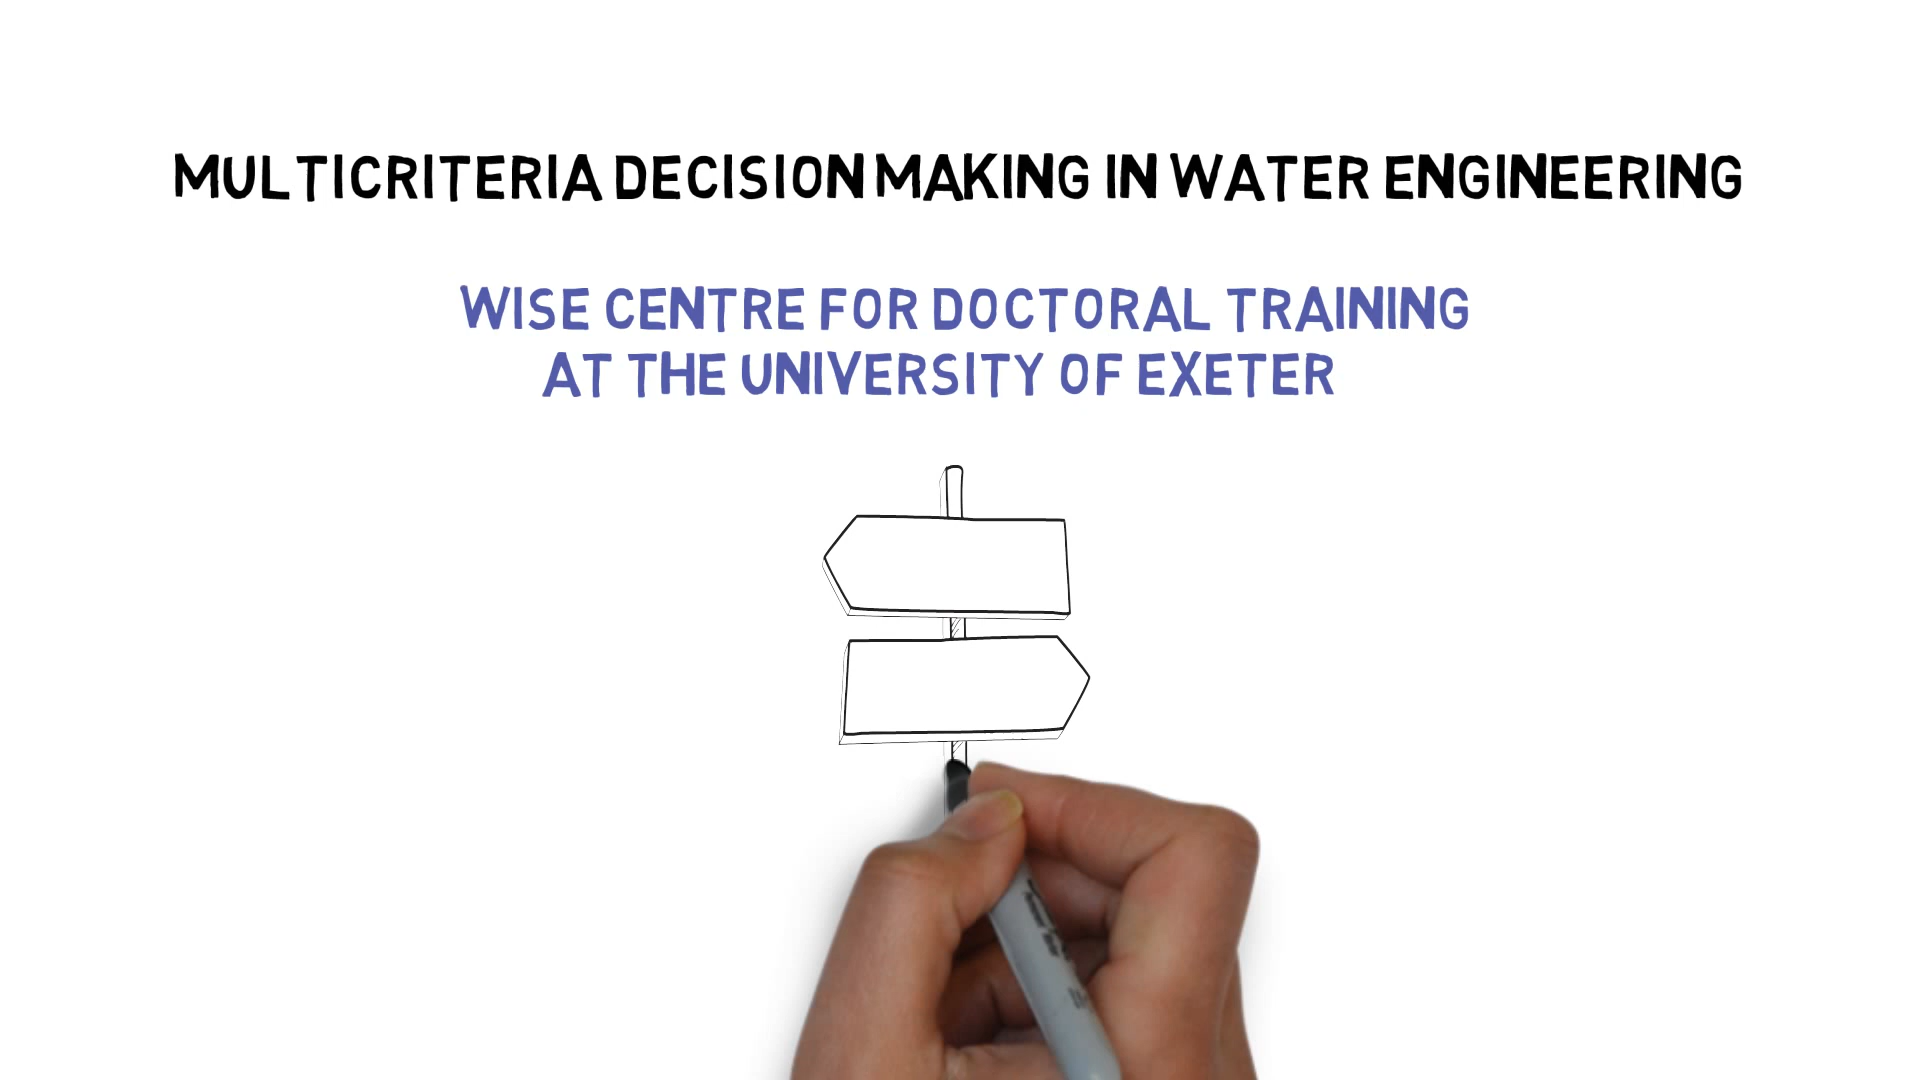 MULTICRITERIA DECISION MAKING IN WATER ENGINEERING
WISE CENTRE FOR DOCTORAL TRAINING
AT THE UNIVERSITY OF EXETER